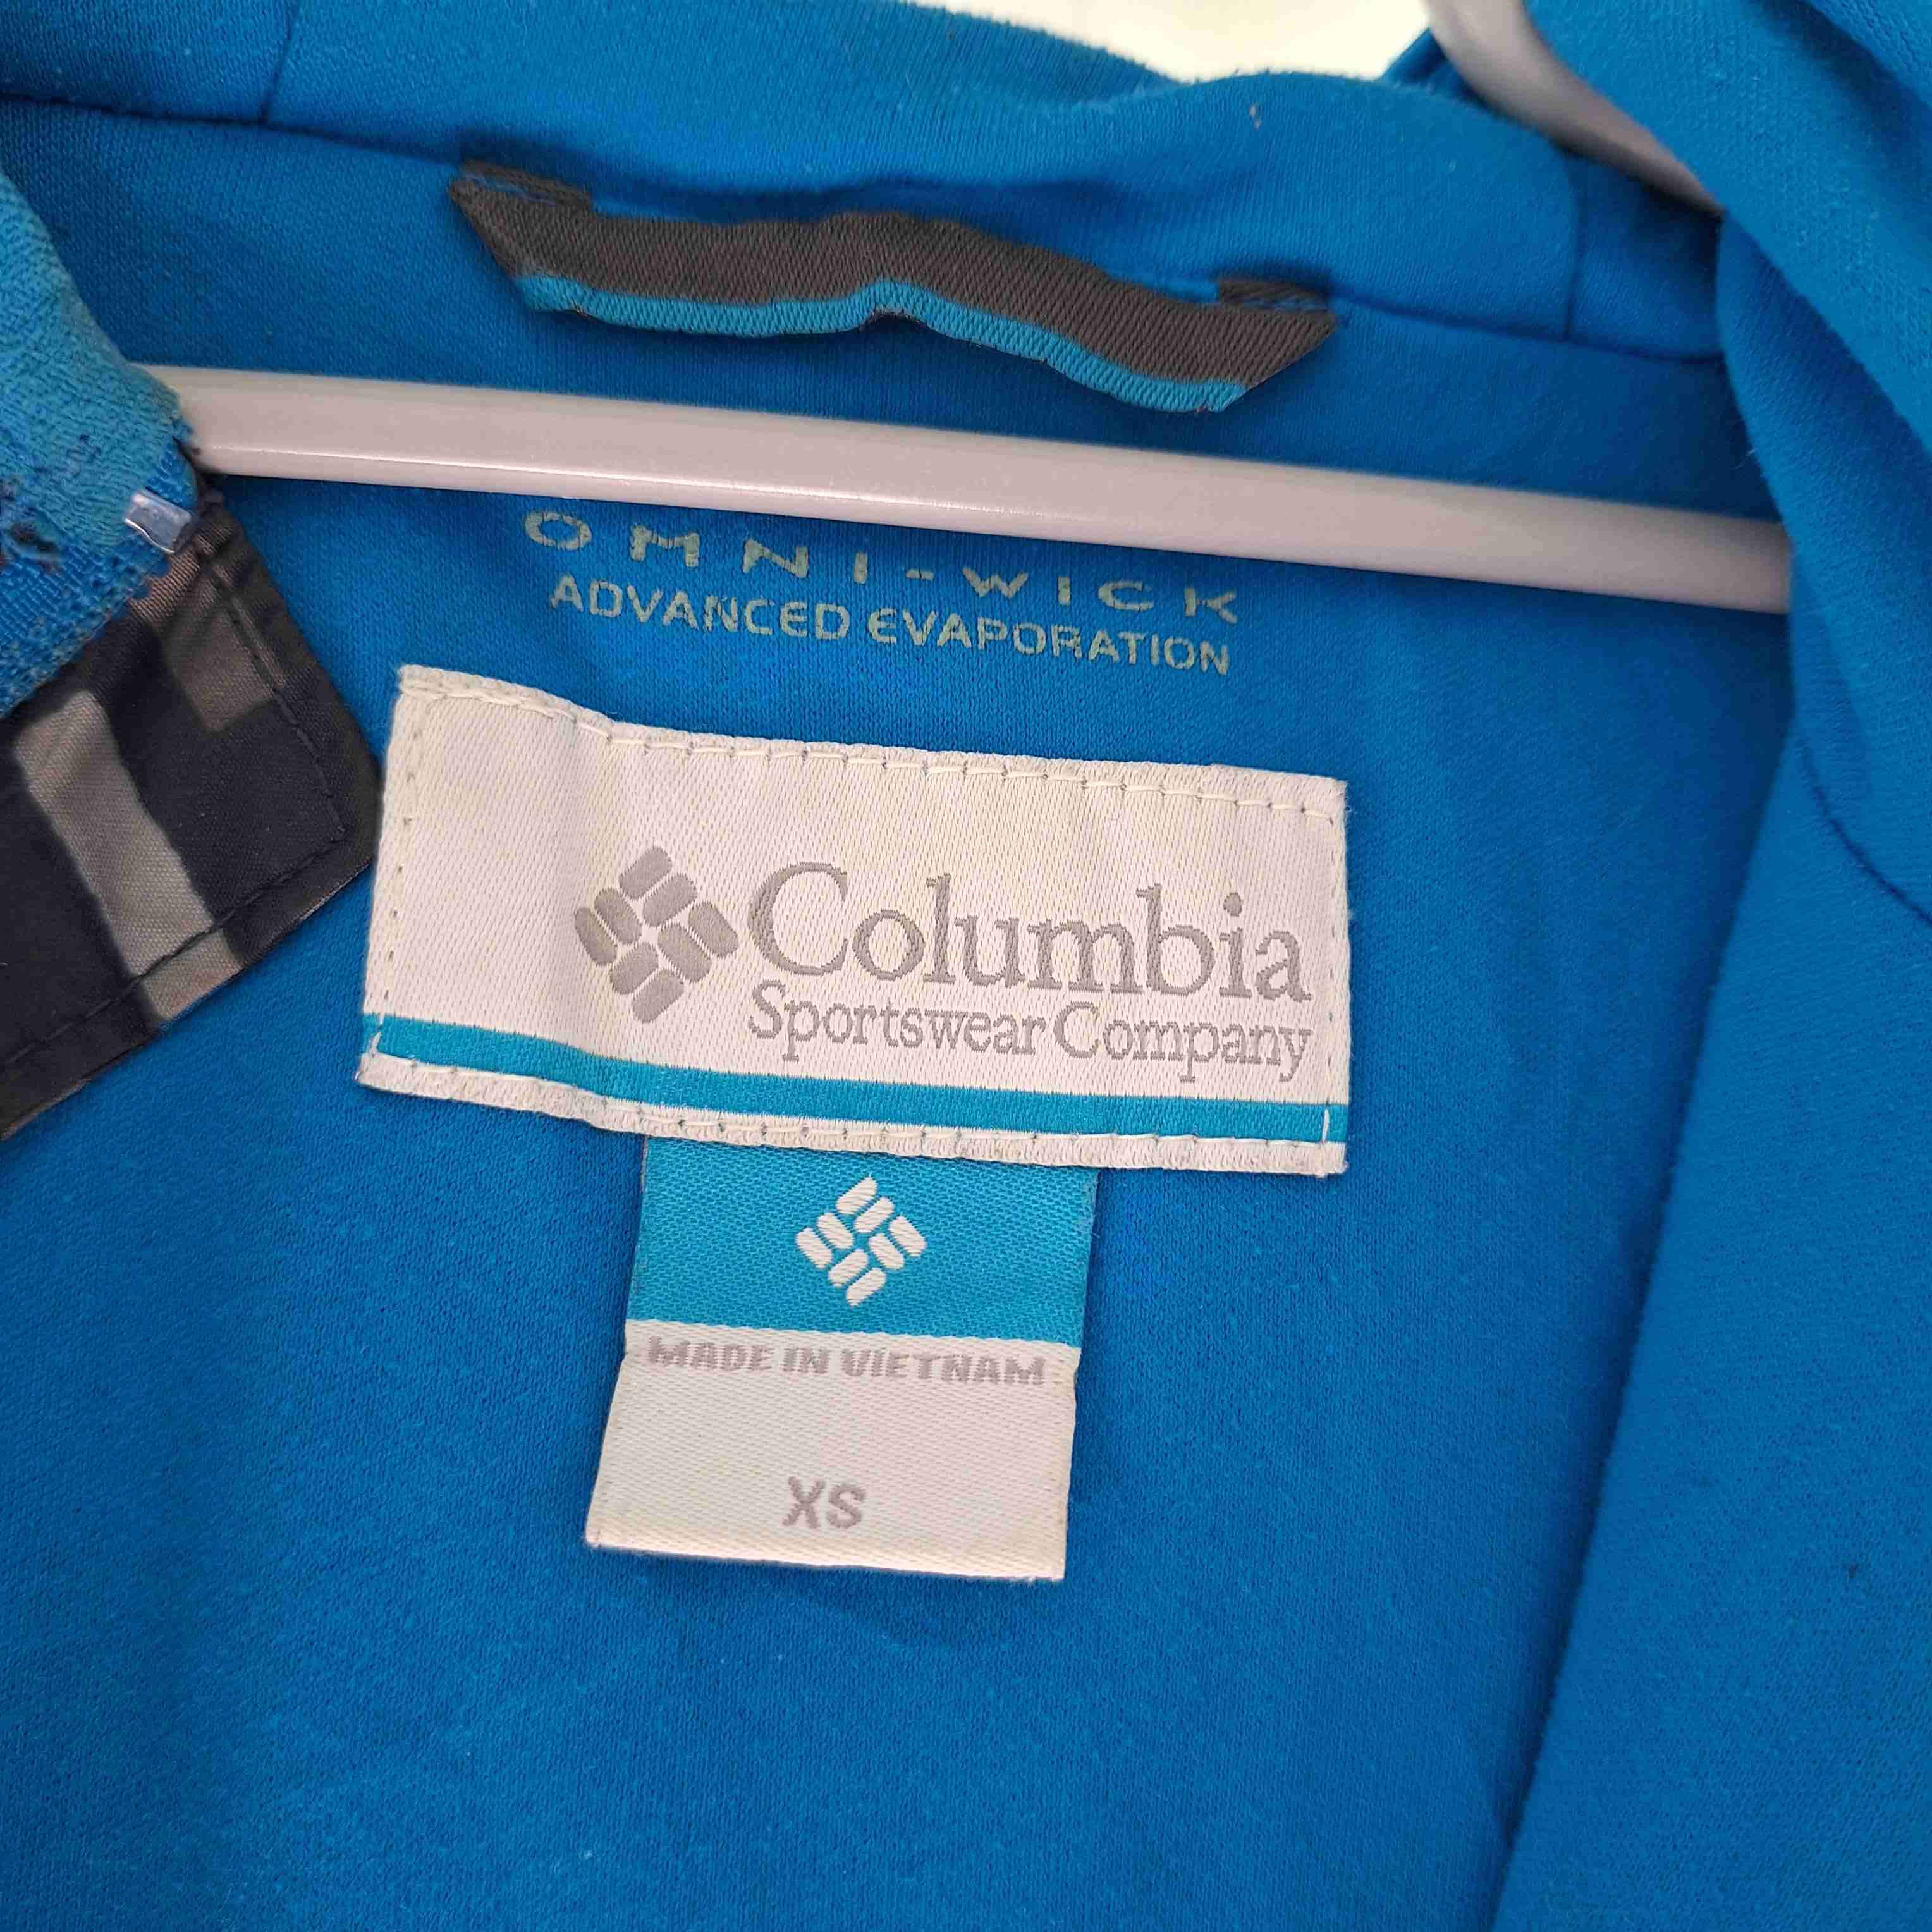 OMNI-WICK
ADVANCED EVAPORATION
Columbia
Sportswear Company
MADE IN VIETNAM
XS